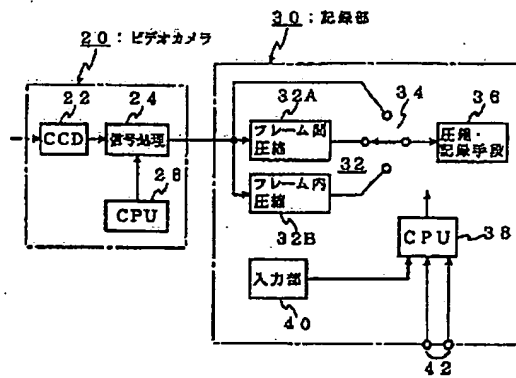 30：記録部
20：ビデオカメラ
22
24
CCD
信号処理
28
CPU
32A
フレーム間
圧縮
34
36
圧縮・
記録手段
32
フレーム内
圧縮
32B
CPU
38
入力部
40
42